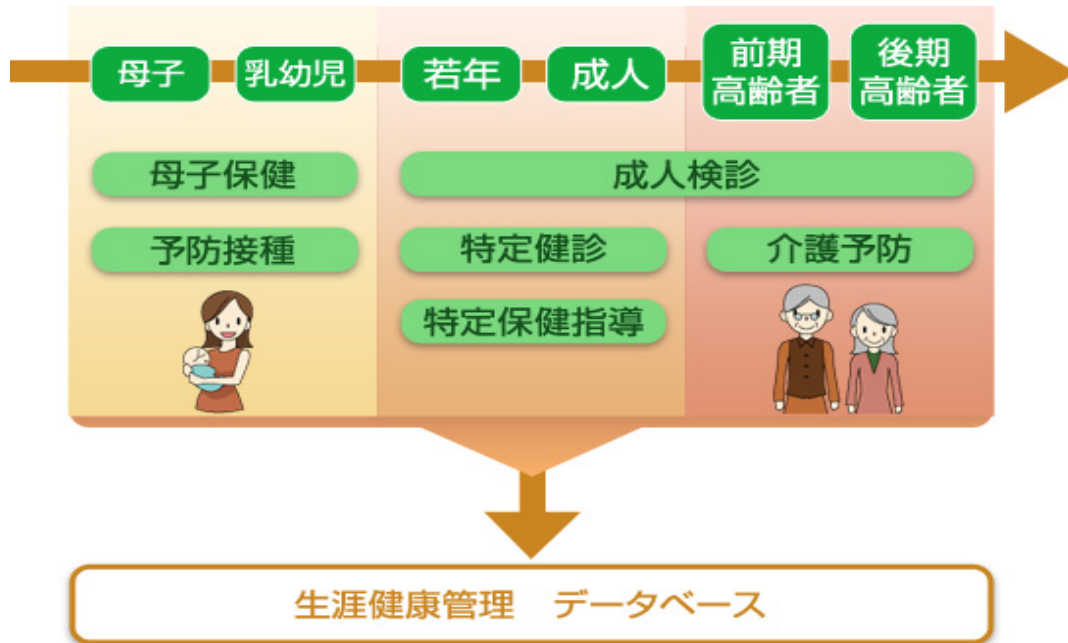 母子
乳幼児
若年
成人
前期
高齢者
後期
高齢者
母子保健
成人検診
予防接種
特定健診
介護予防
特定保健指導
生涯健康管理　データベース